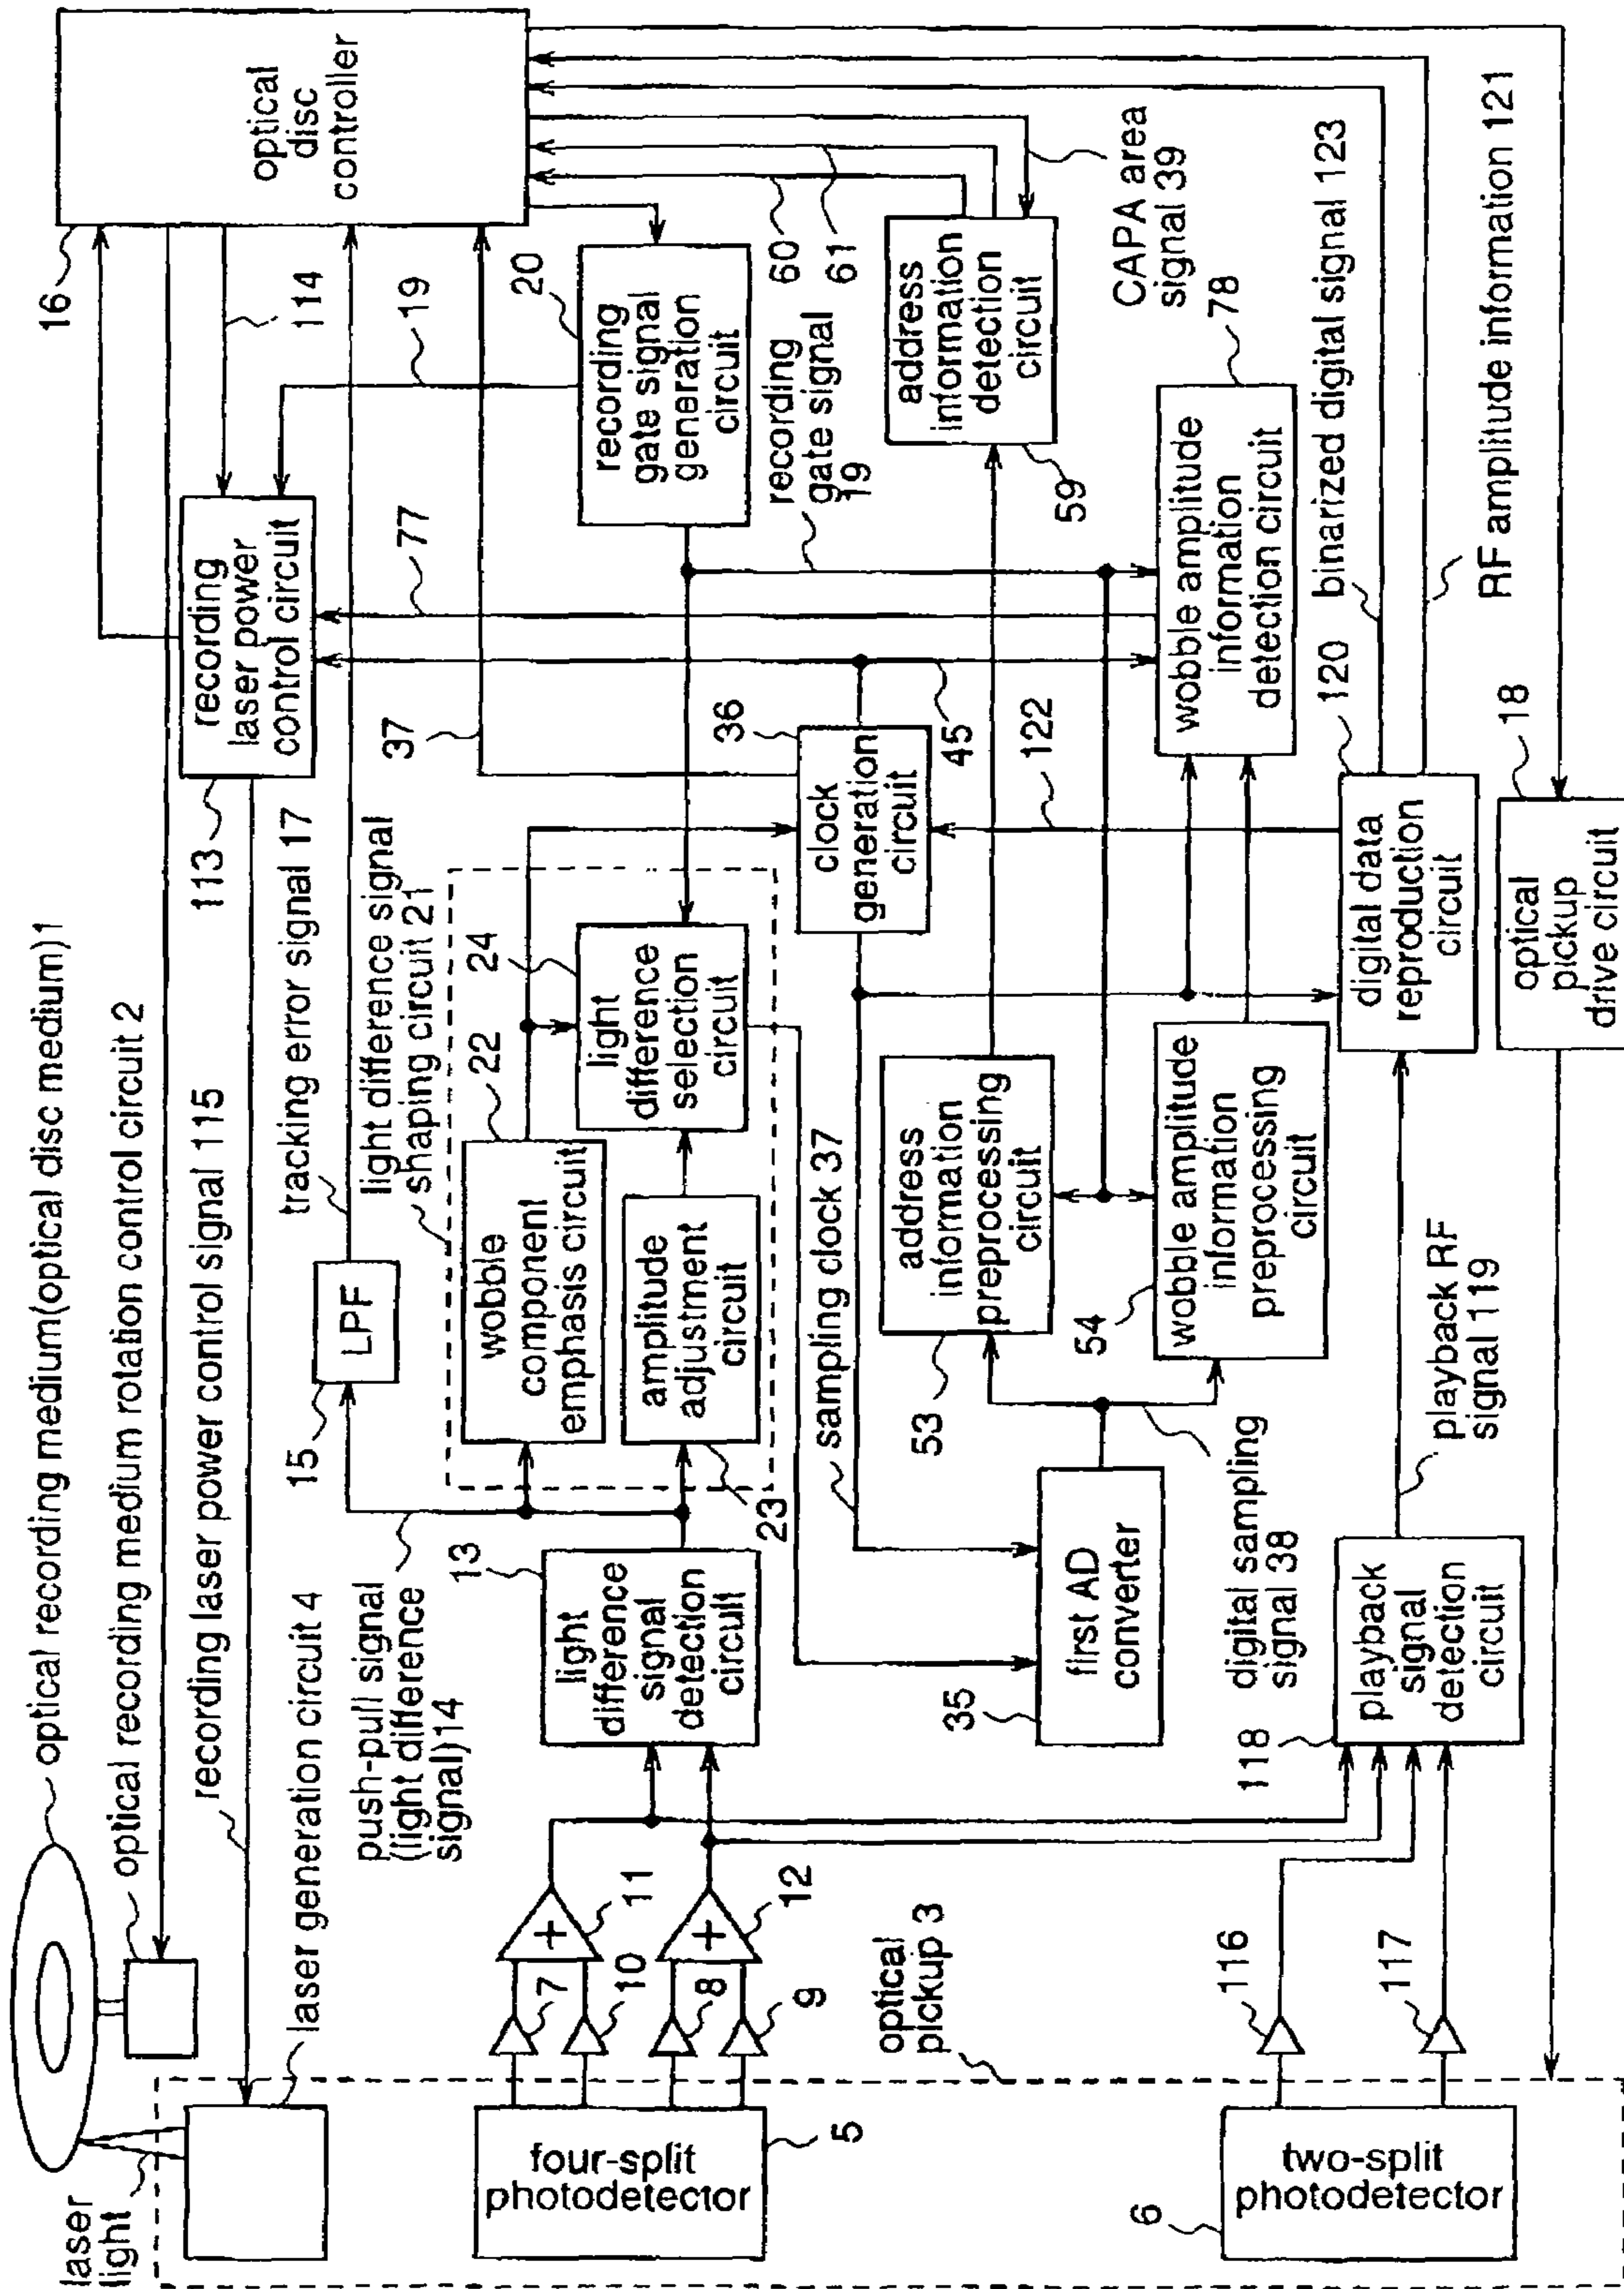 optical recording medium(optical disc medium)1
optical recording medium rotation control circuit 2
recording laser power control signal 115
laser generation circuit 4
laser
light
16
optical
disc
controller
114
113
recording
laser power
control circuit
tracking error signal 17
15
LPF
19
77
37
push-pull signal
(light difference
signal)14
light difference signal
shaping circuit 21
13
light
difference
signal
detection
circuit
22
wobble
component
emphasis circuit
23
amplitude
adjustment
circuit
24
light
difference
selection
circuit
20
recording
gate signal
generation
circuit
recording
gate signal
19
36
clock
generation
circuit
45
122
60
61
CAPA area
signal 39
address
information
detection
circuit
59
four-split
photodetector
5
7
10
8
9
11
12
optical
pickup 3
35
first AD
converter
sampling clock 37
digital sampling
signal 38
53
address
information
preprocessing
circuit
54
wobble amplitude
information
preprocessing
circuit
78
wobble amplitude
information
detection circuit
6
two-split
photodetector
116
117
118
playback
signal
detection
circuit
playback RF
signal 119
120
digital data
reproduction
circuit
binarized digital signal 123
RF amplitude information 121
18
optical
pickup
drive circuit